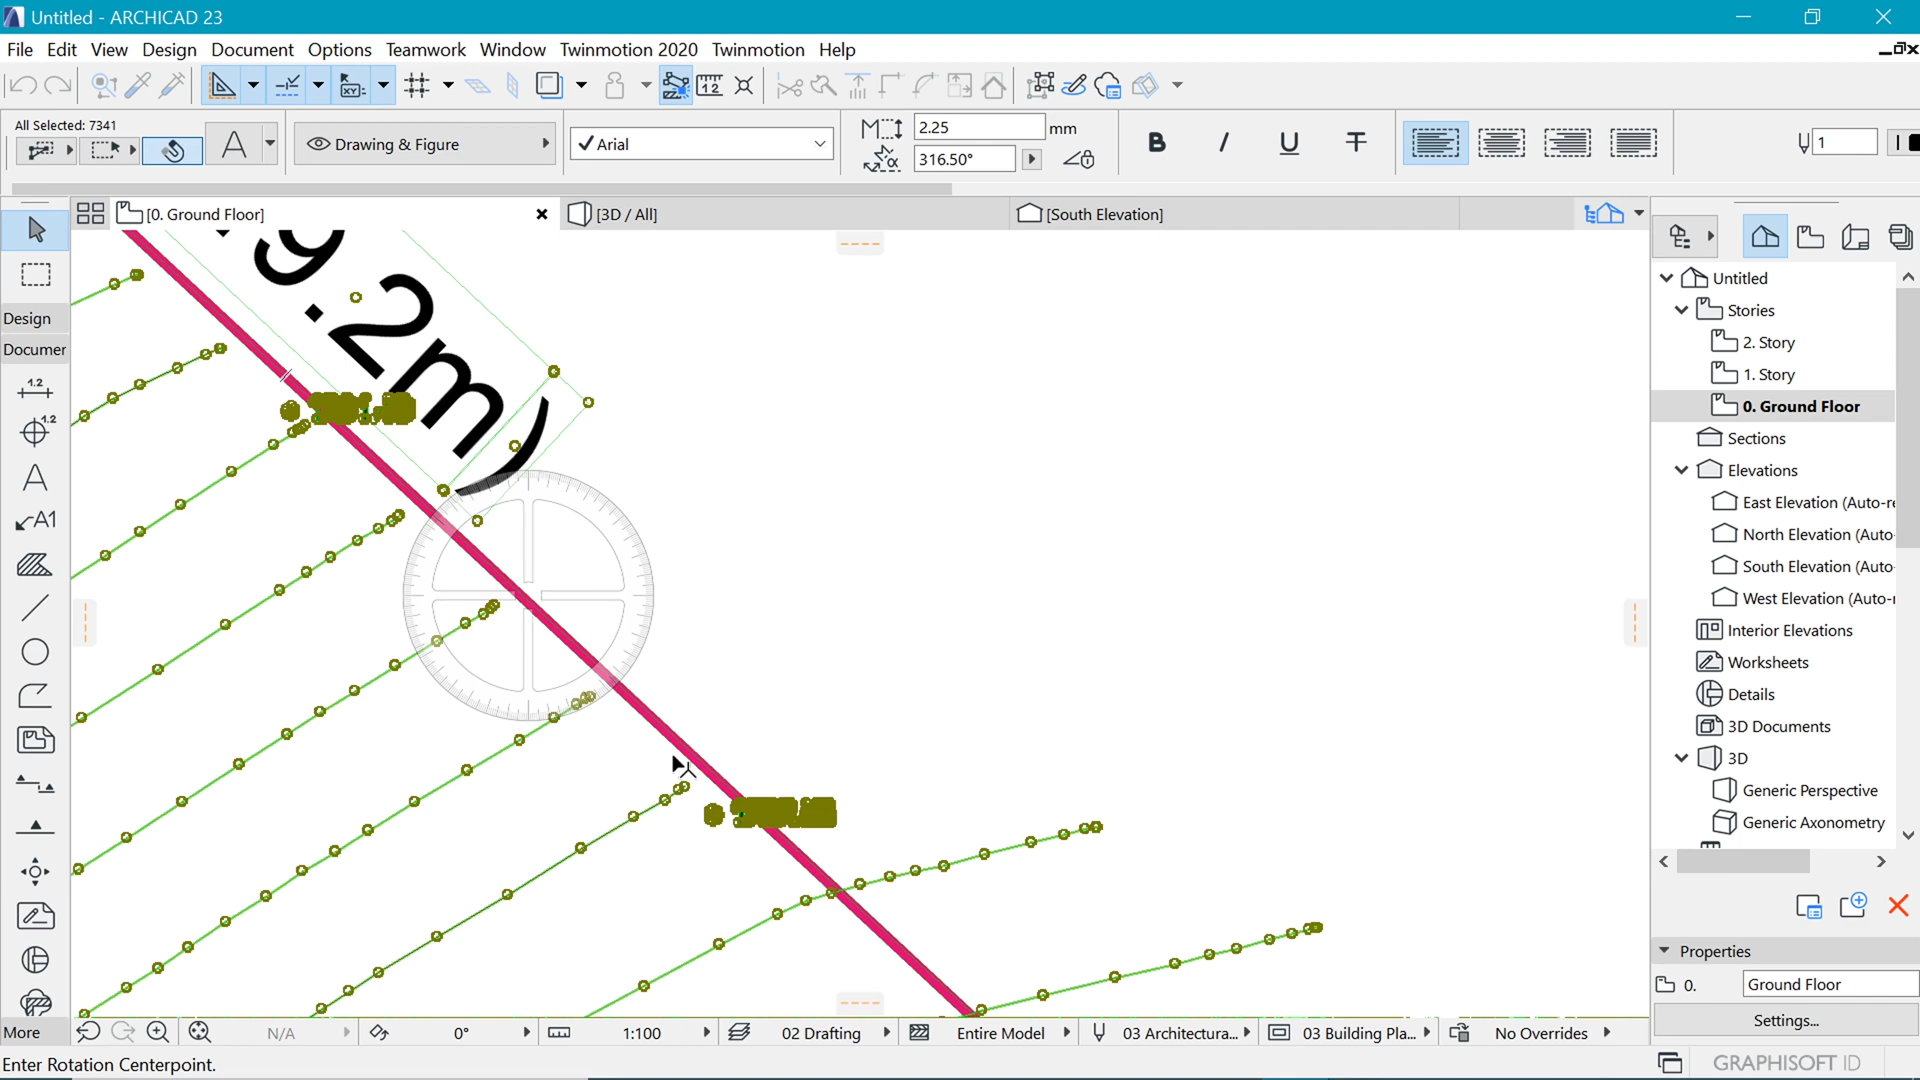 Untitled - ARCHICAD 23
File Edit View Design Document Options Teamwork Window Twinmotion 2020 Twinmotion Help
All Selected: 7341
Drawing & Figure
Arial
2.25 mm
316.50°
1
[0. Ground Floor]
[3D / All]
[South Elevation]
Design
Documer
1.2
1.2
A1
More
9.2m)
Untitled
Stories
2. Story
1. Story
0. Ground Floor
Sections
Elevations
East Elevation (Auto-re
North Elevation (Auto-
South Elevation (Auto-
West Elevation (Auto-r
Interior Elevations
Worksheets
Details
3D Documents
3D
Generic Perspective
Generic Axonometry
Properties
0. Ground Floor
Settings...
N/A 0° 1:100 02 Drafting Entire Model 03 Architectura... 03 Building Pla... No Overrides
Enter Rotation Centerpoint.
GRAPHISOFT ID